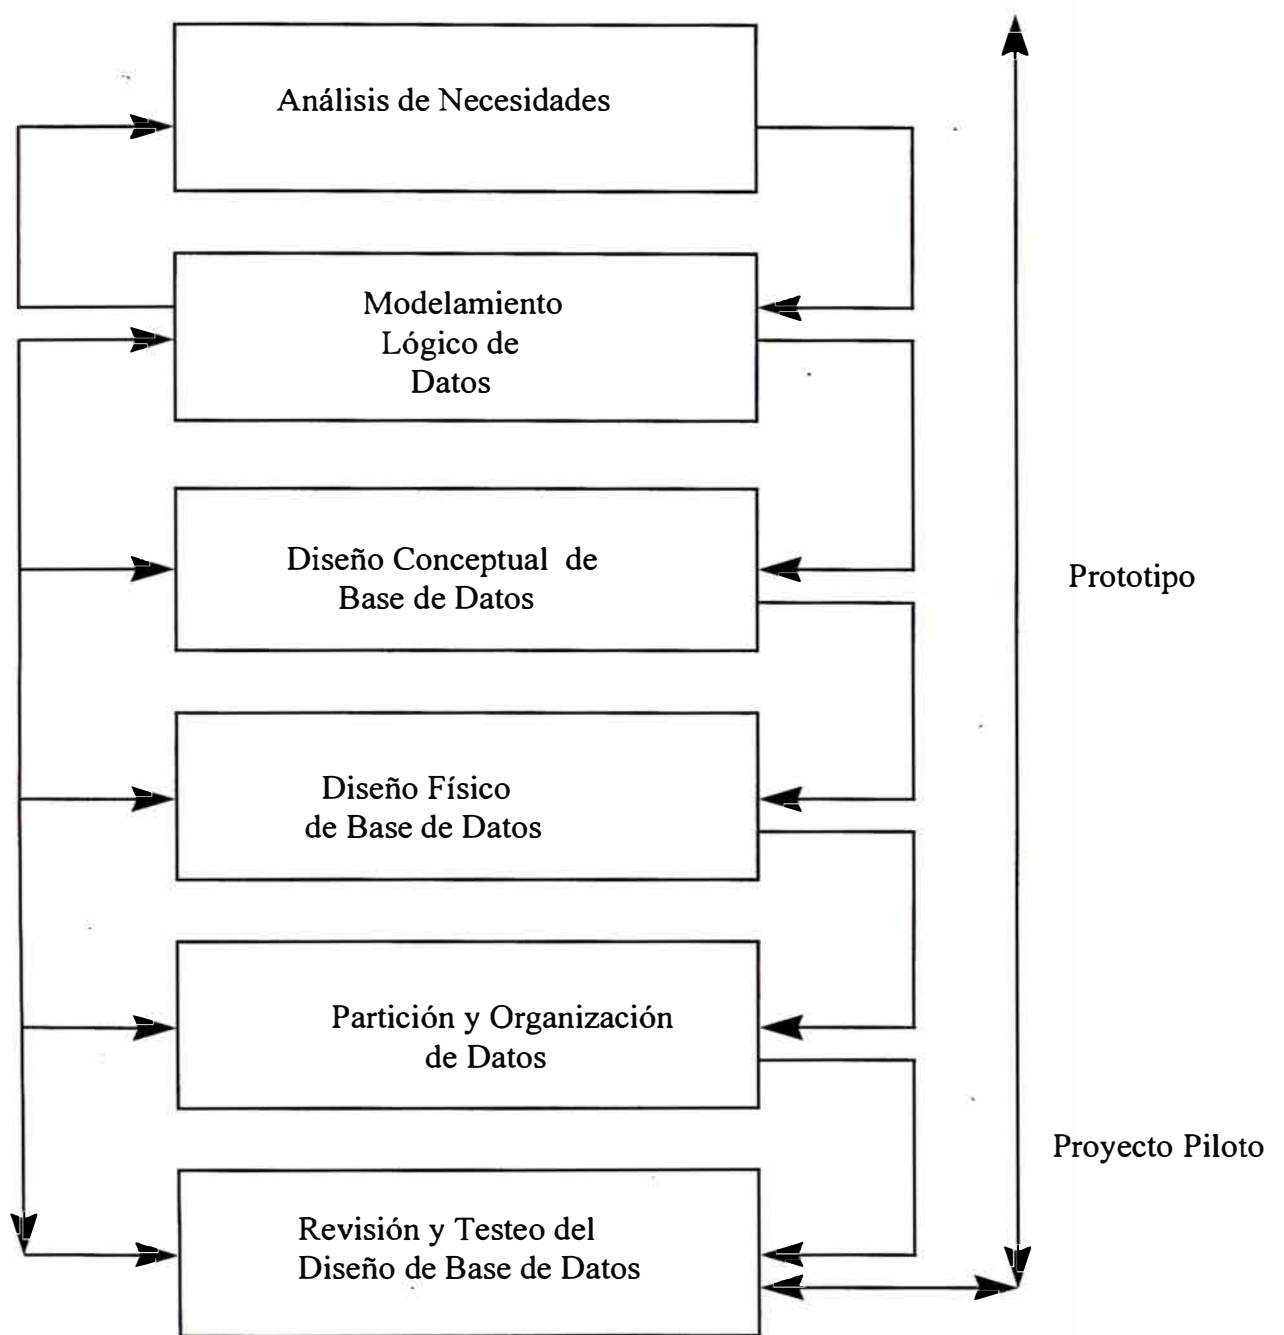 Análisis de Necesidades
Modelamiento
Lógico de
Datos
Diseño Conceptual de
Base de Datos
Prototipo
Diseño Físico
de Base de Datos
Partición y Organización
de Datos
Proyecto Piloto
Revisión y Testeo del
Diseño de Base de Datos